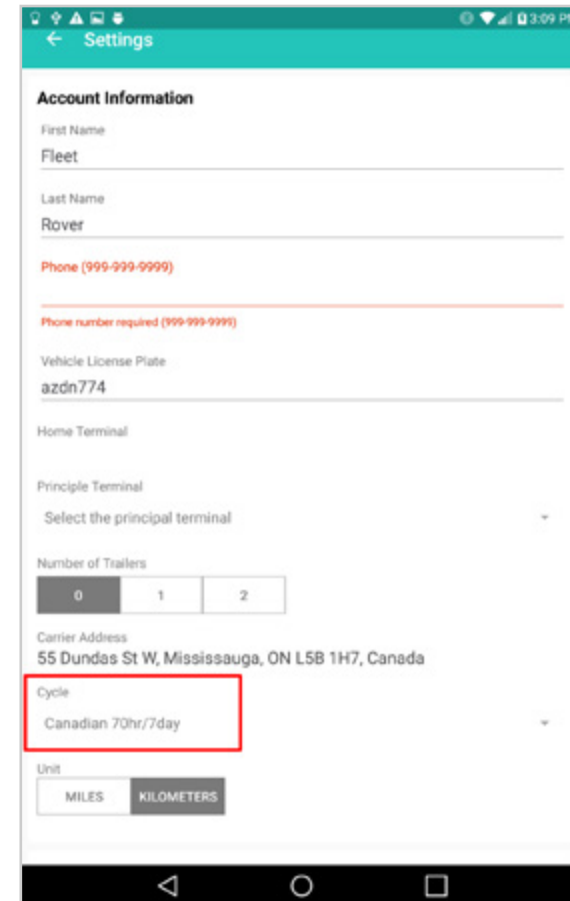 3:09 PM
Settings
Account Information
First Name
Fleet
Last Name
Rover
Phone (999-999-9999)
Phone number required (999-999-9999)
Vehicle License Plate
azdn774
Home Terminal
Principle Terminal
Select the principal terminal
Number of Trailers
0 1 2
Carrier Address
55 Dundas St W, Mississauga, ON L5B 1H7, Canada
Cycle
Canadian 70hr/7day
Unit
MILES KILOMETERS